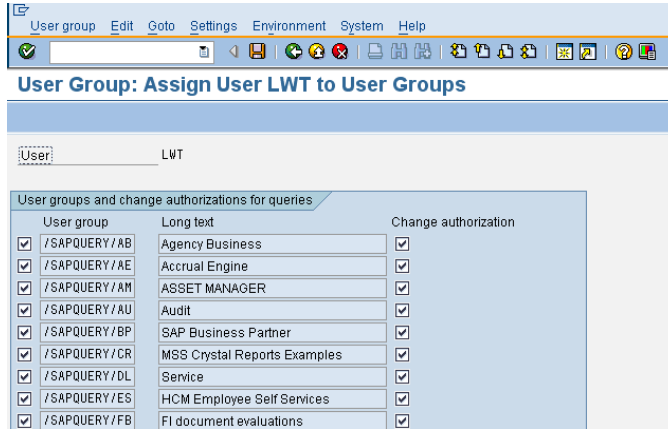 User group Edit Goto Settings Environment System Help
User Group: Assign User LWT to User Groups
User LWT
User groups and change authorizations for queries
User group Long text Change authorization
/SAPQUERY/AB Agency Business
/SAPQUERY/AE Accrual Engine
/SAPQUERY/AM ASSET MANAGER
/SAPQUERY/AU Audit
/SAPQUERY/BP SAP Business Partner
/SAPQUERY/CR MSS Crystal Reports Examples
/SAPQUERY/DL Service
/SAPQUERY/ES HCM Employee Self Services
/SAPQUERY/FB FI document evaluations